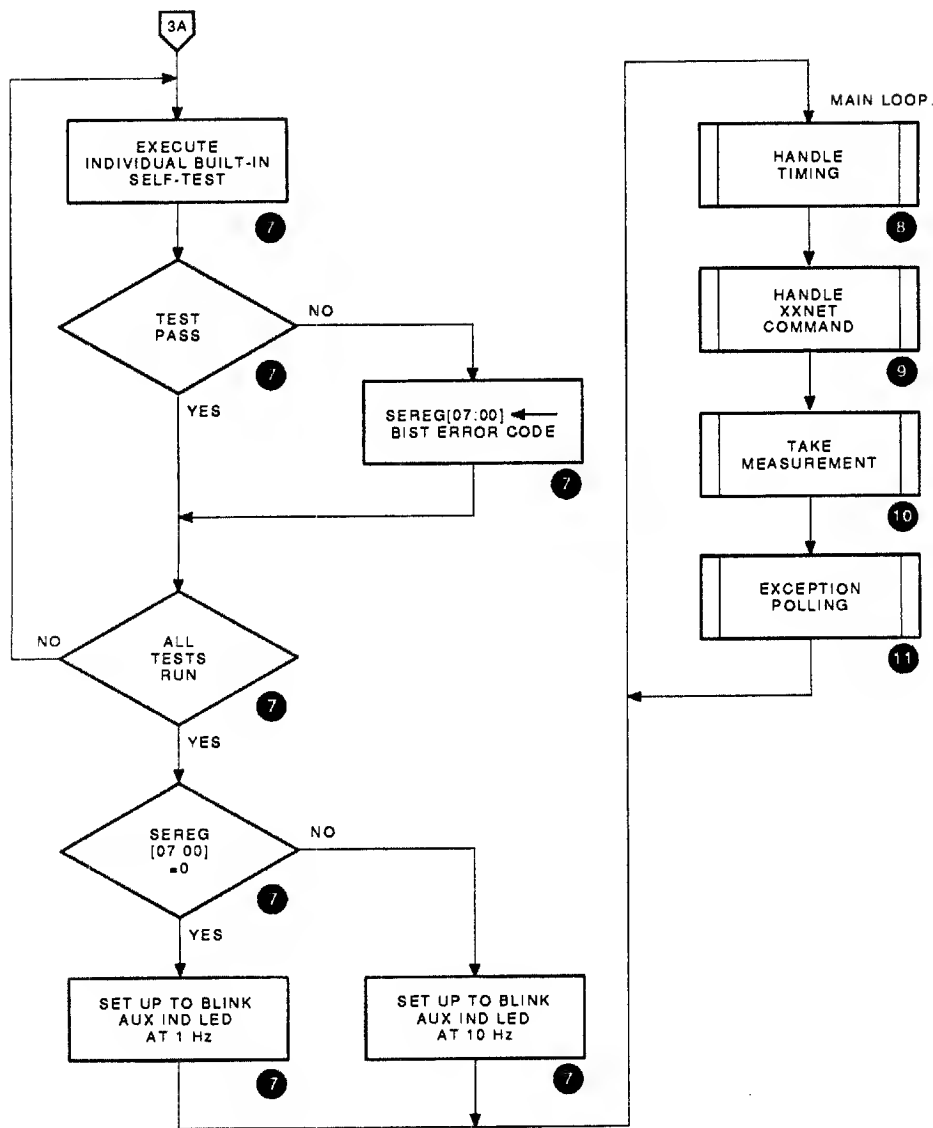 3A
EXECUTE
INDIVIDUAL BUILT-IN
SELF-TEST
7
TEST
PASS
7
NO
YES
SEREG[07:00]
BIST ERROR CODE
7
ALL
TESTS
RUN
7
NO
YES
SEREG
[07 00]
=0
7
NO
YES
SET UP TO BLINK
AUX IND LED
AT 1 Hz
7
SET UP TO BLINK
AUX IND LED
AT 10 Hz
7
MAIN LOOP.
HANDLE
TIMING
8
HANDLE
XXNET
COMMAND
9
TAKE
MEASUREMENT
10
EXCEPTION
POLLING
11